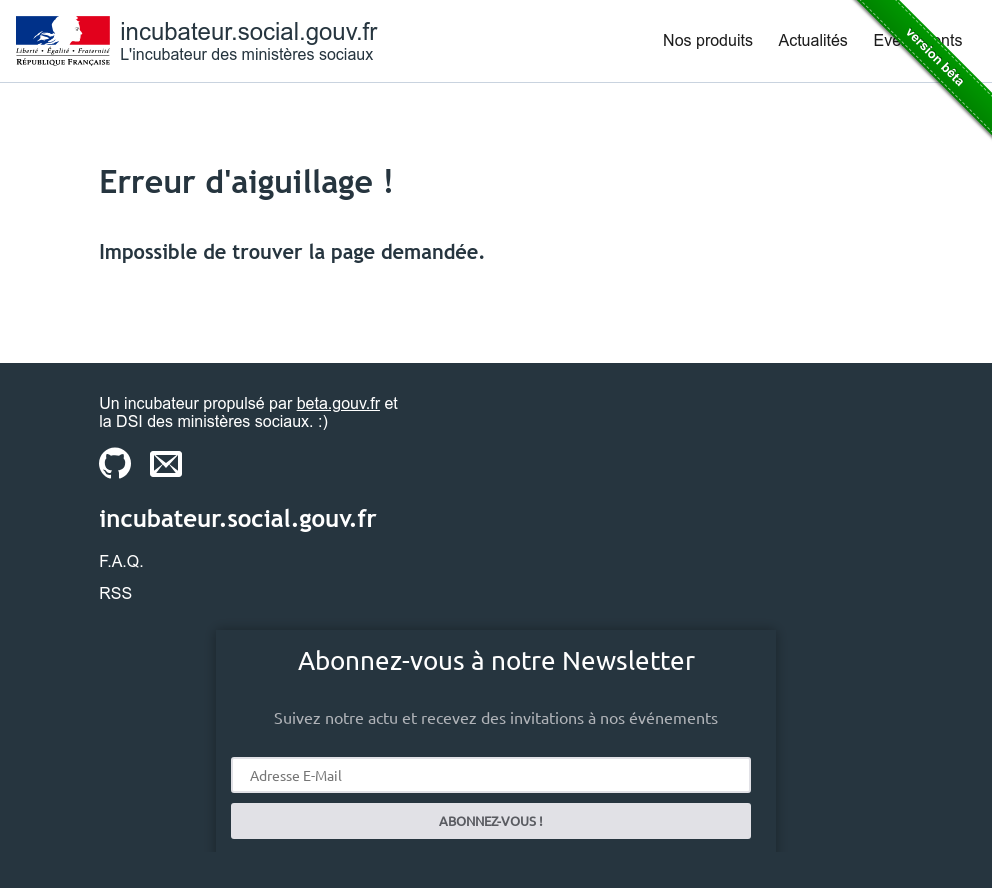 Liberté • Égalité • Fraternité
RÉPUBLIQUE FRANÇAISE
incubateur.social.gouv.fr
L'incubateur des ministères sociaux
Nos produits
Actualités
version bêta
Erreur d'aiguillage !
Impossible de trouver la page demandée.
Un incubateur propulsé par beta.gouv.fr et
la DSI des ministères sociaux. :)
incubateur.social.gouv.fr
F.A.Q.
RSS
Abonnez-vous à notre Newsletter
Suivez notre actu et recevez des invitations à nos événements
Adresse E-Mail
ABONNEZ-VOUS !